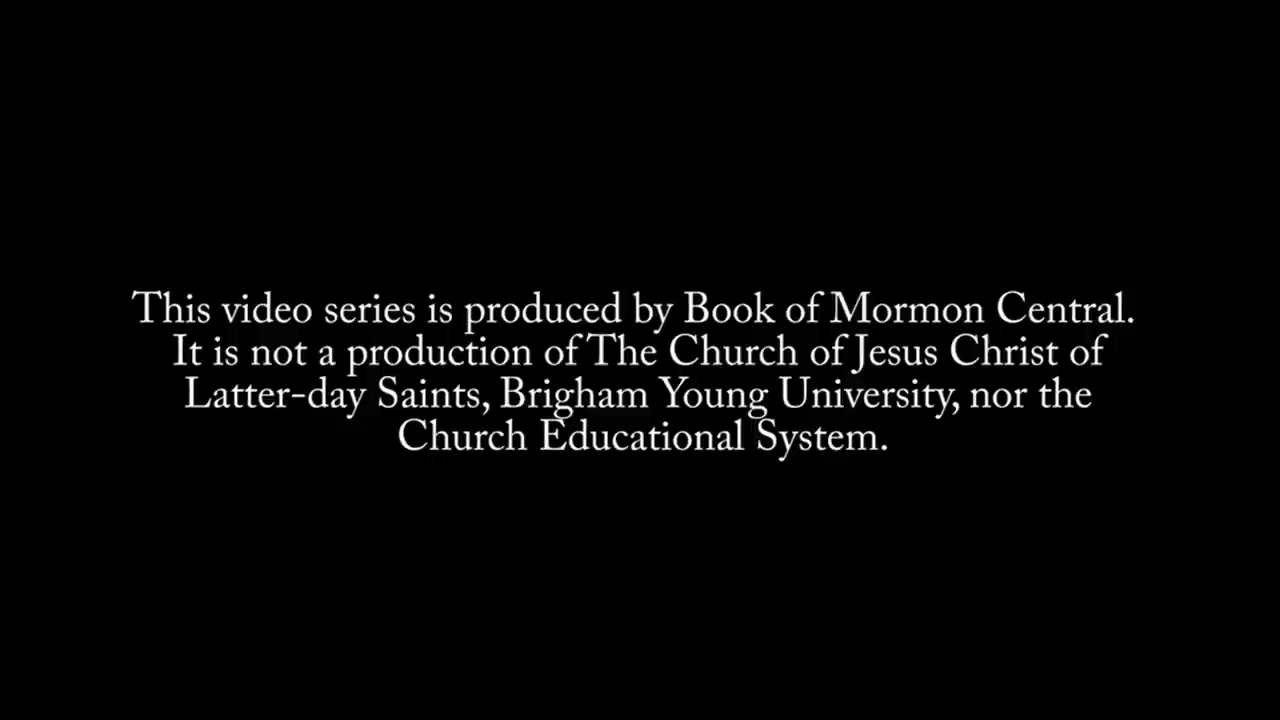 This video series is produced by Book of Mormon Central.
It is not a production of The Church of Jesus Christ of
Latter-day Saints, Brigham Young University, nor the
Church Educational System.